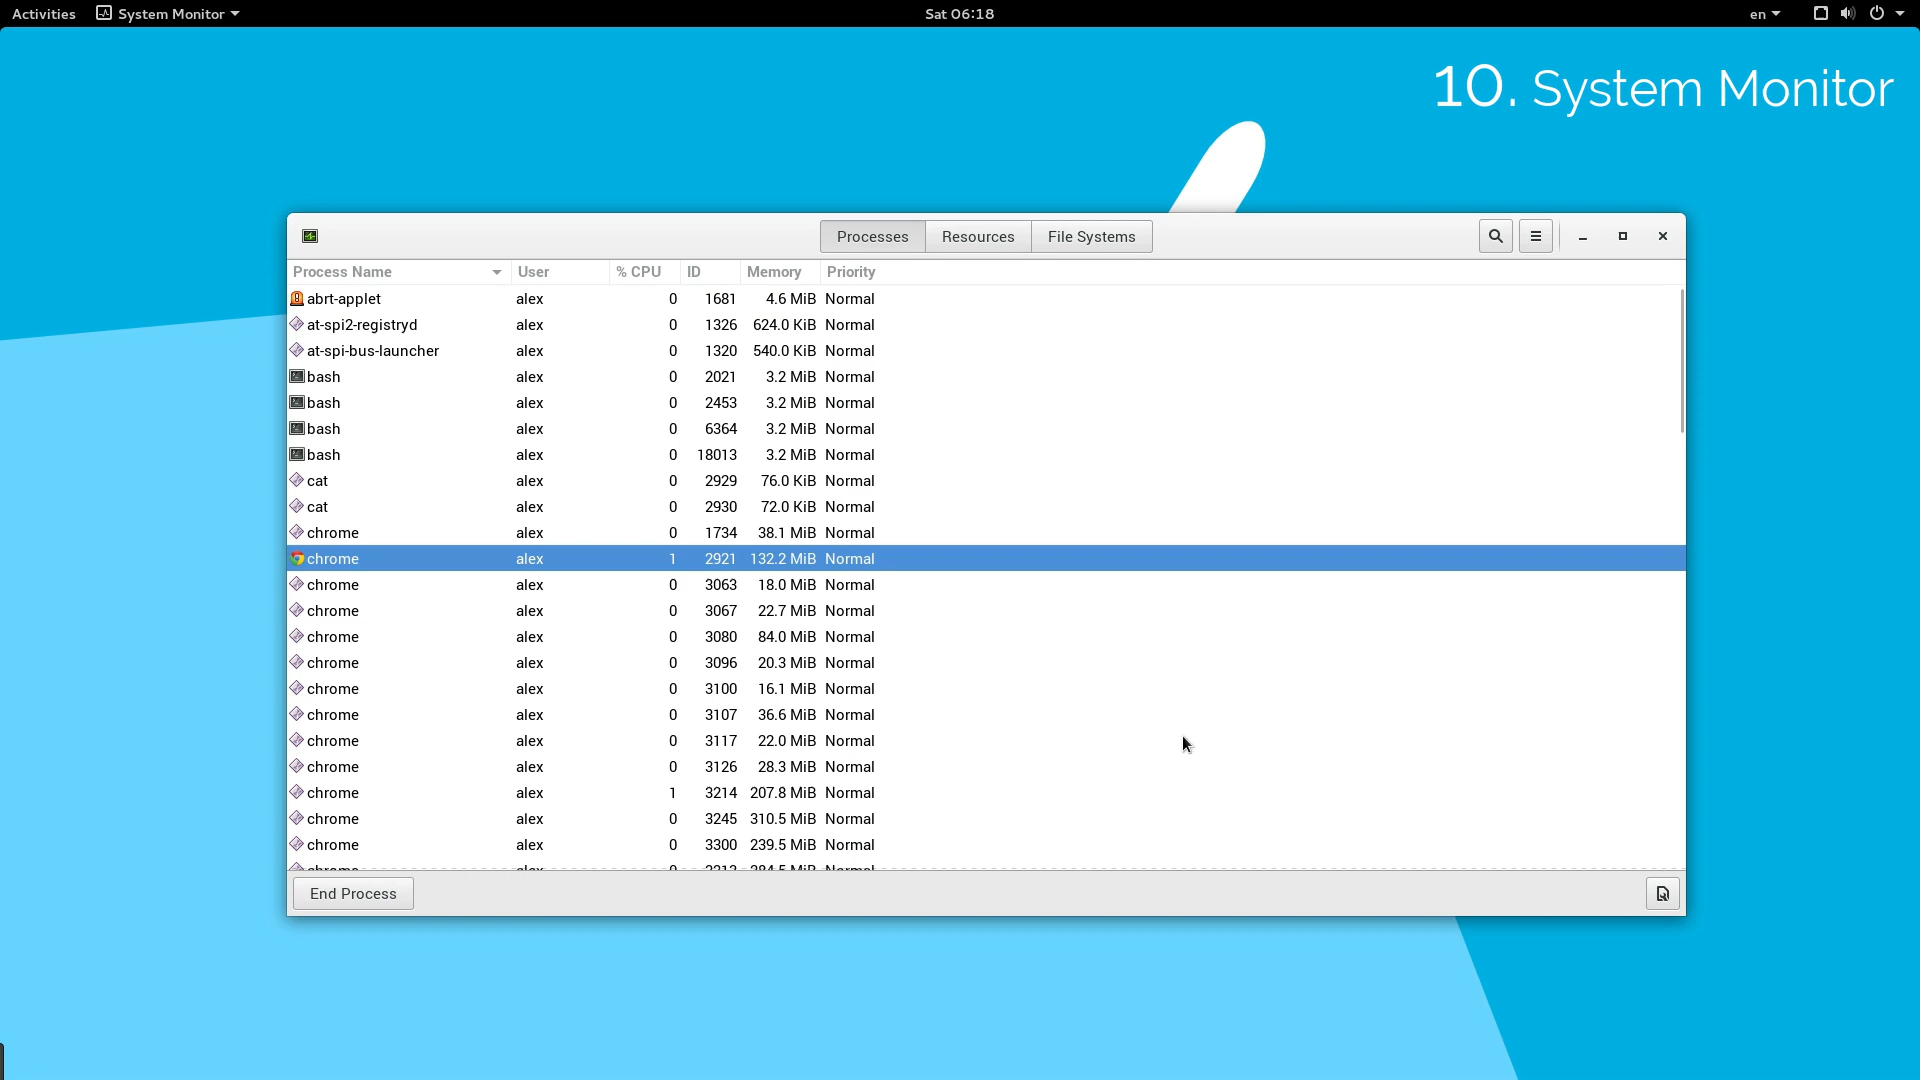 Activities System Monitor Sat 06:18 en
10. System Monitor
Processes Resources File Systems
Process Name User % CPU ID Memory Priority
abrt-applet alex 0 1681 4.6 MiB Normal
at-spi2-registryd alex 0 1326 624.0 KiB Normal
at-spi-bus-launcher alex 0 1320 540.0 KiB Normal
bash alex 0 2021 3.2 MiB Normal
bash alex 0 2453 3.2 MiB Normal
bash alex 0 6364 3.2 MiB Normal
bash alex 0 18013 3.2 MiB Normal
cat alex 0 2929 76.0 KiB Normal
cat alex 0 2930 72.0 KiB Normal
chrome alex 0 1734 38.1 MiB Normal
chrome alex 1 2921 132.2 MiB Normal
chrome alex 0 3063 18.0 MiB Normal
chrome alex 0 3067 22.7 MiB Normal
chrome alex 0 3080 84.0 MiB Normal
chrome alex 0 3096 20.3 MiB Normal
chrome alex 0 3100 16.1 MiB Normal
chrome alex 0 3107 36.6 MiB Normal
chrome alex 0 3117 22.0 MiB Normal
chrome alex 0 3126 28.3 MiB Normal
chrome alex 1 3214 207.8 MiB Normal
chrome alex 0 3245 310.5 MiB Normal
chrome alex 0 3300 239.5 MiB Normal
chrome alex MiB Normal
End Process